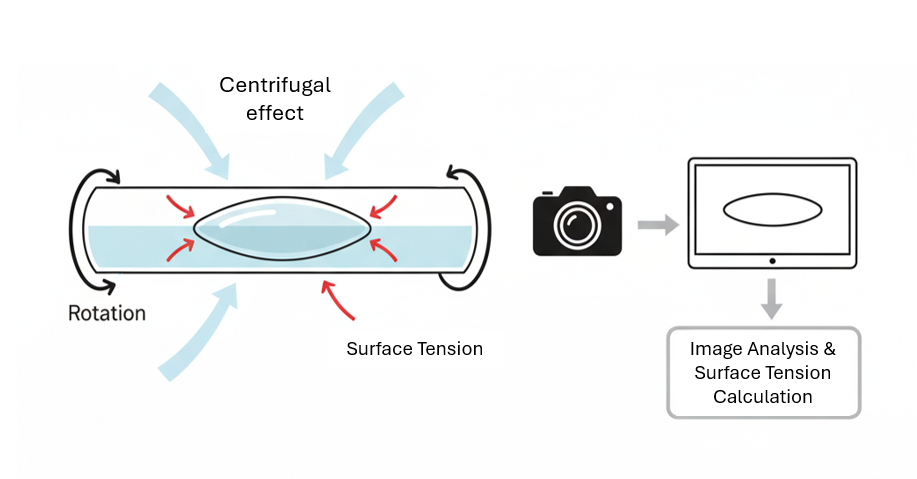 Centrifugal
effect
Rotation
Surface Tension
Image Analysis &
Surface Tension
Calculation